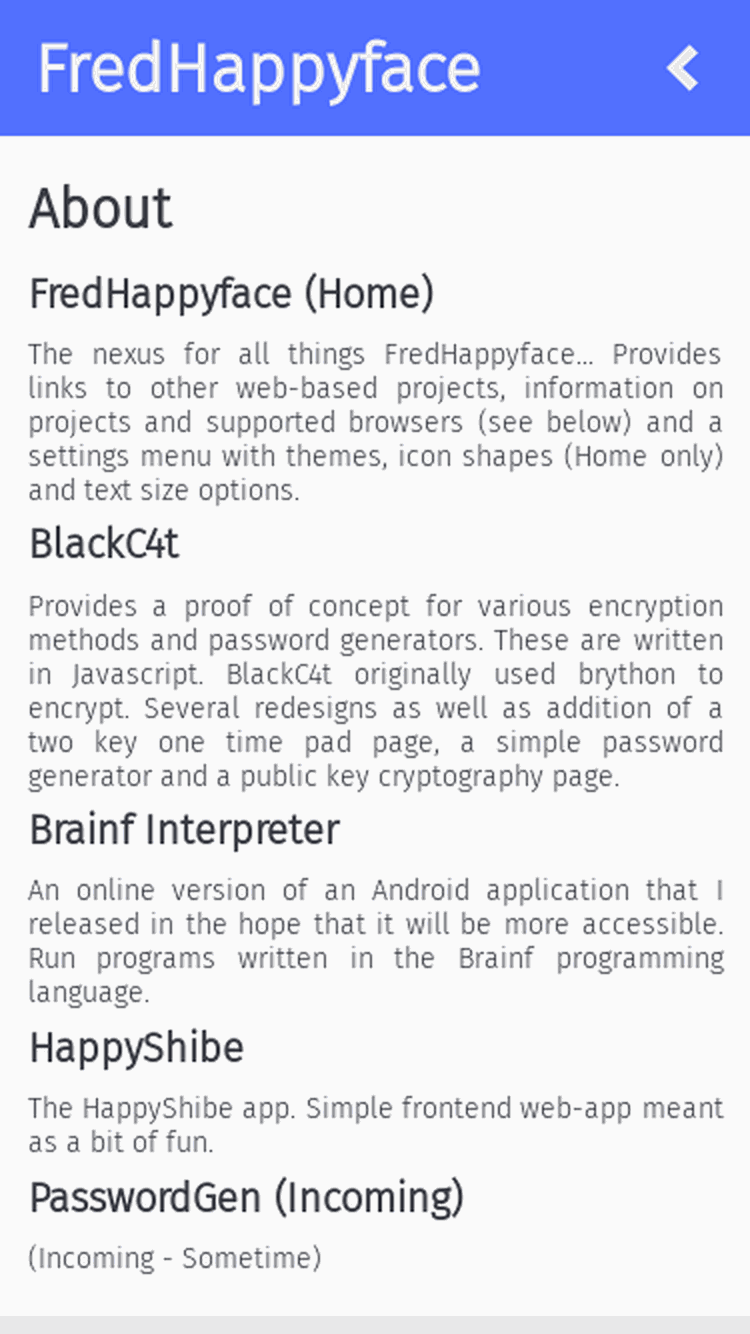 FredHappyface
About
FredHappyface (Home)
The nexus for all things FredHappyface... Provides
links to other web-based projects, information on
projects and supported browsers (see below) and a
settings menu with themes, icon shapes (Home only)
and text size options.
BlackC4t
Provides a proof of concept for various encryption
methods and password generators. These are written
in Javascript. BlackC4t originally used brython to
encrypt. Several redesigns as well as addition of a
two key one time pad page, a simple password
generator and a public key cryptography page.
Brainf Interpreter
An online version of an Android application that I
released in the hope that it will be more accessible.
Run programs written in the Brainf programming
language.
HappyShibe
The HappyShibe app. Simple frontend web-app meant
as a bit of fun.
PasswordGen (Incoming)
(Incoming - Sometime)